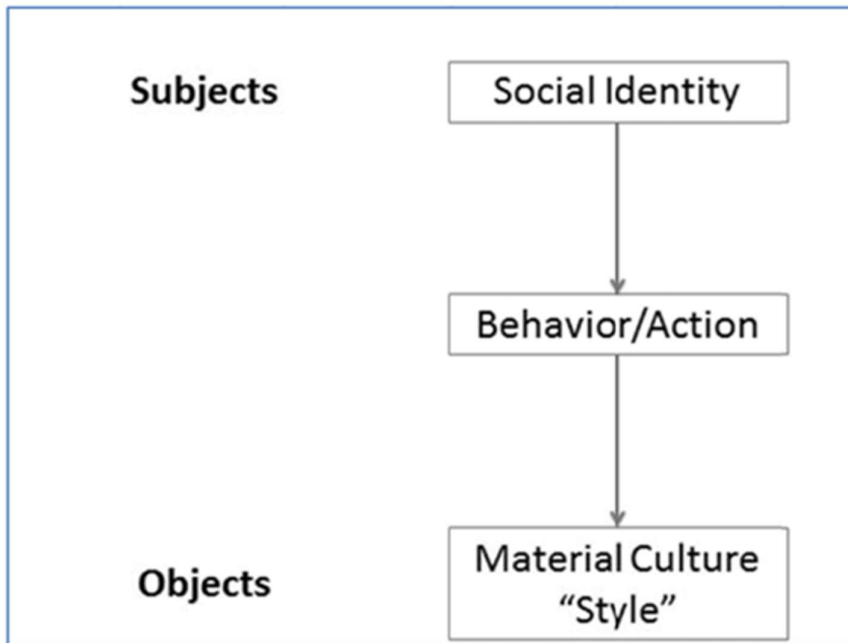 Subjects
Social Identity
Behavior/Action
Objects
Material Culture
“Style”